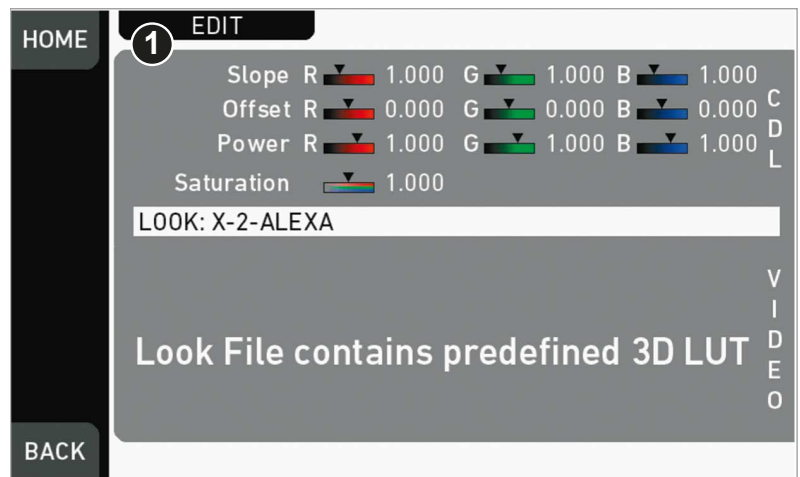 HOME
1
EDIT
Slope R 1.000 G 1.000 B 1.000
Offset R 0.000 G 0.000 B 0.000
Power R 1.000 G 1.000 B 1.000
Saturation 1.000
CDL
LOOK: X-2-ALEXA
Look File contains predefined 3D LUT
VIDEO
BACK